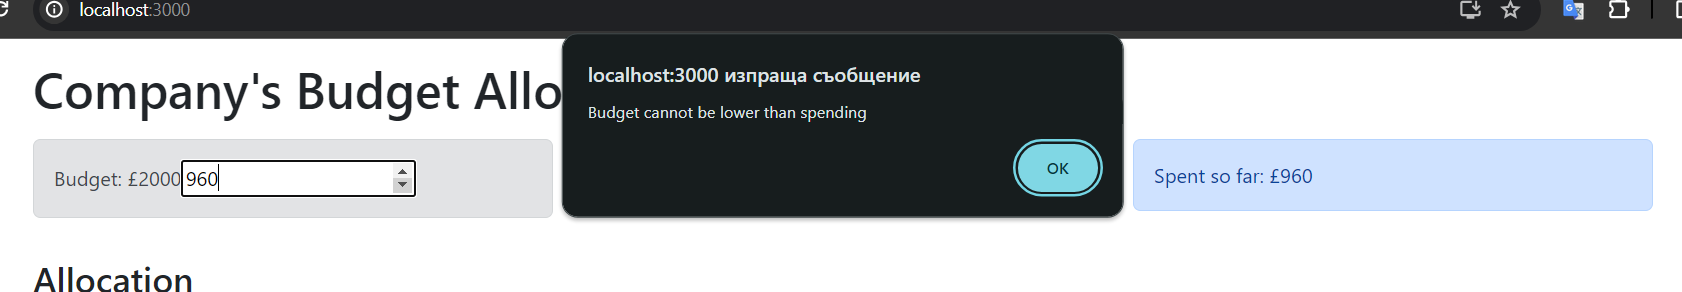 localhost:3000
Company's Budget Allo
localhost:3000 изпраща съобщение
Budget cannot be lower than spending
OK
Budget: £2000 960
Spent so far: £960
Allocation